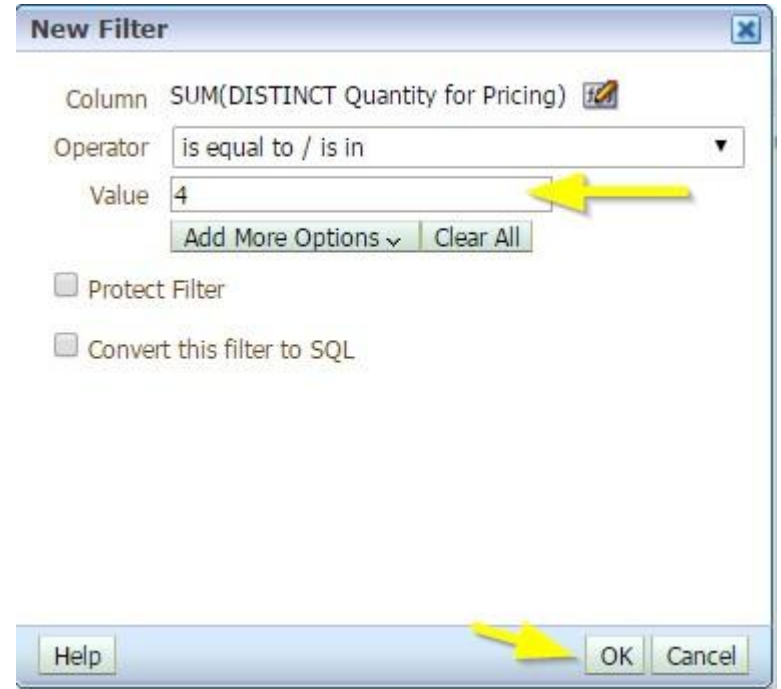 New Filter
Column SUM(DISTINCT Quantity for Pricing)
Operator is equal to / is in
Value 4
Add More Options Clear All
Protect Filter
Convert this filter to SQL
Help OK Cancel